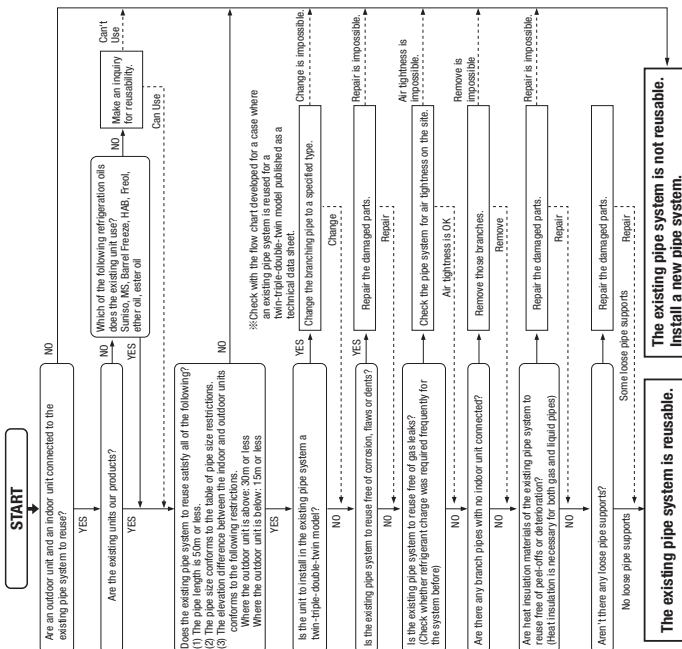 START
Are an outdoor unit and an indoor unit connected to the
existing pipe system to reuse?
NO
YES
Are the existing units our products?
NO
Which of the following refrigeration oils
does the existing unit use?
Suniso, MS, Barrel Freeze, HAB, Freol,
ether oil, ester oil
NO
Make an inquiry
for reusability.
Can't
Use
Can Use
YES
YES
Does the existing pipe system to reuse satisfy all of the following?
(1) The pipe length is 50m or less.
(2) The pipe size conforms to the table of pipe size restrictions.
(3) The elevation difference between the indoor and outdoor units
conforms to the following restrictions.
Where the outdoor unit is above: 30m or less
Where the outdoor unit is below: 15m or less
NO
YES
※Check with the flow chart developed for a case where
an existing pipe system is reused for a
twin-triple-double-twin model published as a
technical data sheet.
Is the unit to install in the existing pipe system a
twin-triple-double-twin model?
YES
Change the branching pipe to a specified type.
Change is impossible.
Change
NO
Is the existing pipe system to reuse free of corrosion, flaws or dents?
YES
Repair the damaged parts.
Repair is impossible.
Repair
NO
Is the existing pipe system to reuse free of gas leaks?
(Check whether refrigerant charge was required frequently for
the system before)
Check the pipe system for air tightness on the site.
Air tightness is
impossible.
Air tightness is OK
NO
Are there any branch pipes with no indoor unit connected?
Remove those branches.
Remove is
impossible
Remove
NO
Are heat insulation materials of the existing pipe system to
reuse free of peel-offs or deterioration?
(Heat insulation is necessary for both gas and liquid pipes)
Repair the damaged parts.
Repair is impossible.
Repair
NO
Aren't there any loose pipe supports?
Repair the damaged parts.
Repair
No loose pipe supports
Some loose pipe supports
The existing pipe system is reusable.
The existing pipe system is not reusable.
Install a new pipe system.